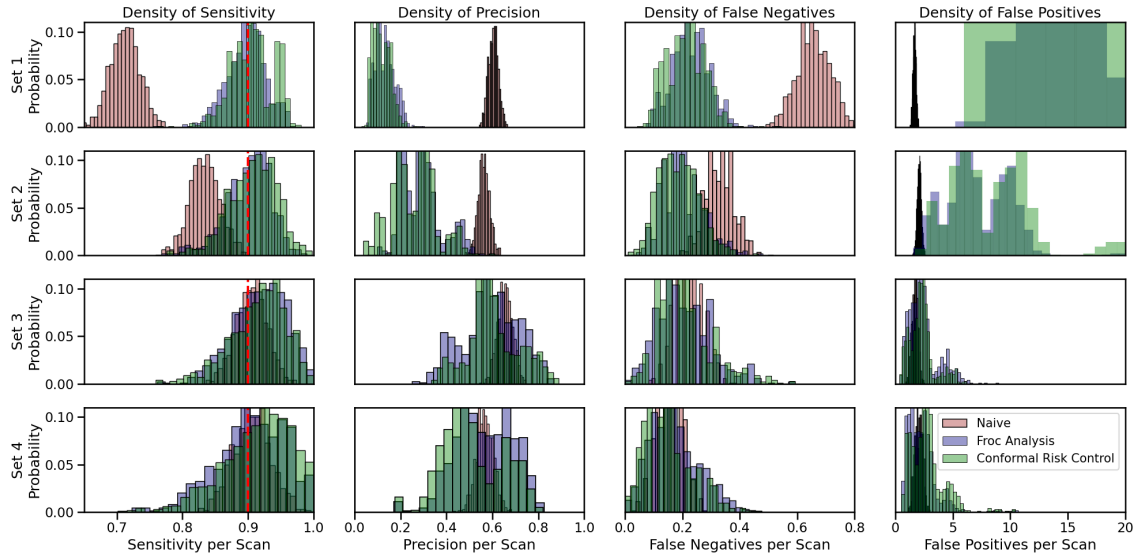 Density of Sensitivity
Density of Precision
Density of False Negatives
Density of False Positives
Set 1
Probability
0.10
0.05
0.00
Set 2
Probability
0.10
0.05
0.00
Set 3
Probability
0.10
0.05
0.00
Set 4
Probability
0.10
0.05
0.00
Naive
Froc Analysis
Conformal Risk Control
0.7 0.8 0.9 1.0
0.0 0.2 0.4 0.6 0.8 1.0
0.0 0.2 0.4 0.6 0.8
0 5 10 15 20
Sensitivity per Scan
Precision per Scan
False Negatives per Scan
False Positives per Scan